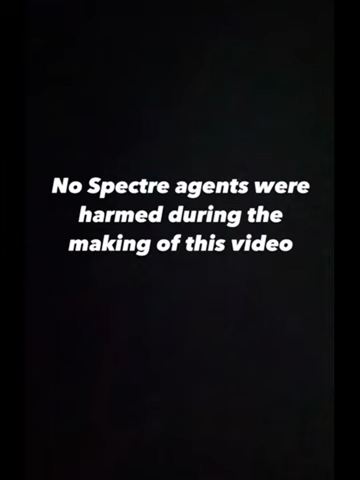 No Spectre agents were
harmed during the
making of this video